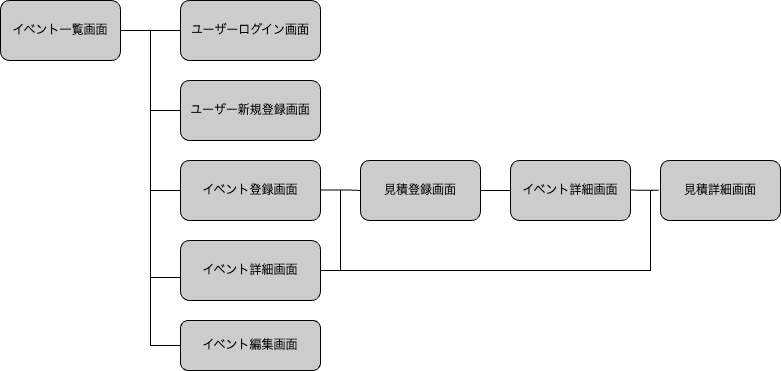 イベント一覧画面
ユーザーログイン画面
ユーザー新規登録画面
イベント登録画面
見積登録画面
イベント詳細画面
見積詳細画面
イベント詳細画面
イベント編集画面